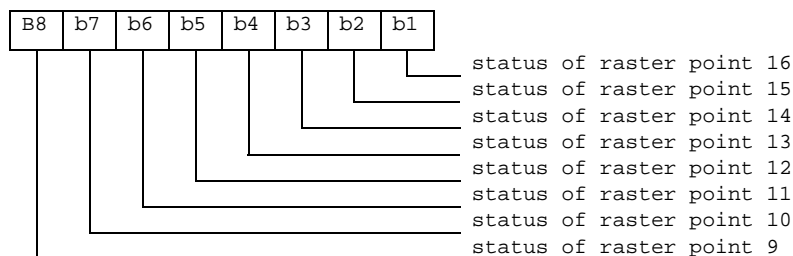 B8 b7 b6 b5 b4 b3 b2 b1
status of raster point 16
status of raster point 15
status of raster point 14
status of raster point 13
status of raster point 12
status of raster point 11
status of raster point 10
status of raster point 9